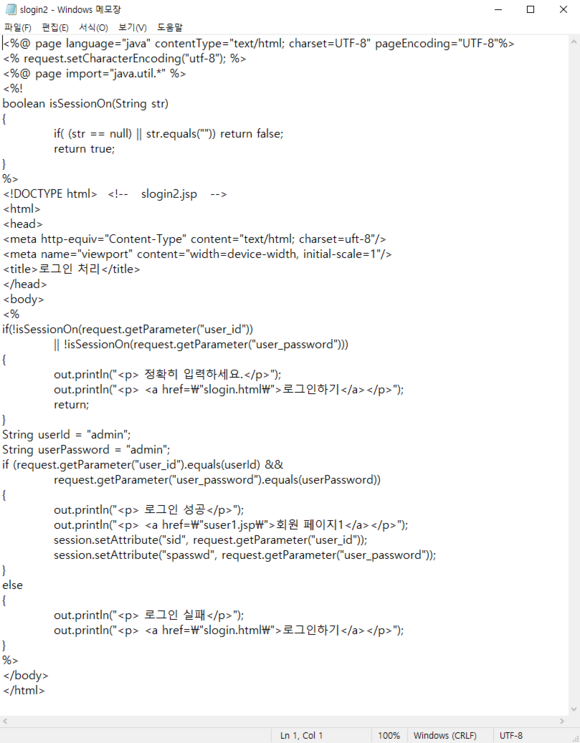 slogin2 - Windows 메모장
파일(F) 편집(E) 서식(O) 보기(V) 도움말
<%@ page language="java" contentType="text/html; charset=UTF-8" pageEncoding="UTF-8"%>
<% request.setCharacterEncoding("utf-8"); %>
<%@ page import="java.util.*" %>
<%!
boolean isSessionOn(String str)
{
if( (str == null) || str.equals("")) return false;
return true;
}
%>
<!DOCTYPE html> <!-- slogin2.jsp -->
<html>
<head>
<meta http-equiv="Content-Type" content="text/html; charset=uft-8"/>
<meta name="viewport" content="width=device-width, initial-scale=1"/>
<title>로그인 처리</title>
</head>
<body>
<%
if(!isSessionOn(request.getParameter("user_id"))
|| !isSessionOn(request.getParameter("user_password")))
{
out.println("<p> 정확히 입력하세요.</p>");
out.println("<p> <a href=₩"slogin.html₩">로그인하기</a></p>");
return;
}
String userId = "admin";
String userPassword = "admin";
if (request.getParameter("user_id").equals(userId) &&
request.getParameter("user_password").equals(userPassword))
{
out.println("<p> 로그인 성공</p>");
out.println("<p> <a href=₩"suser1.jsp₩">회원 페이지1</a></p>");
session.setAttribute("sid", request.getParameter("user_id"));
session.setAttribute("spasswd", request.getParameter("user_password"));
}
else
{
out.println("<p> 로그인 실패</p>");
out.println("<p> <a href=₩"slogin.html₩">로그인하기</a></p>");
}
%>
</body>
</html>
Ln 1, Col 1 100% Windows (CRLF) UTF-8